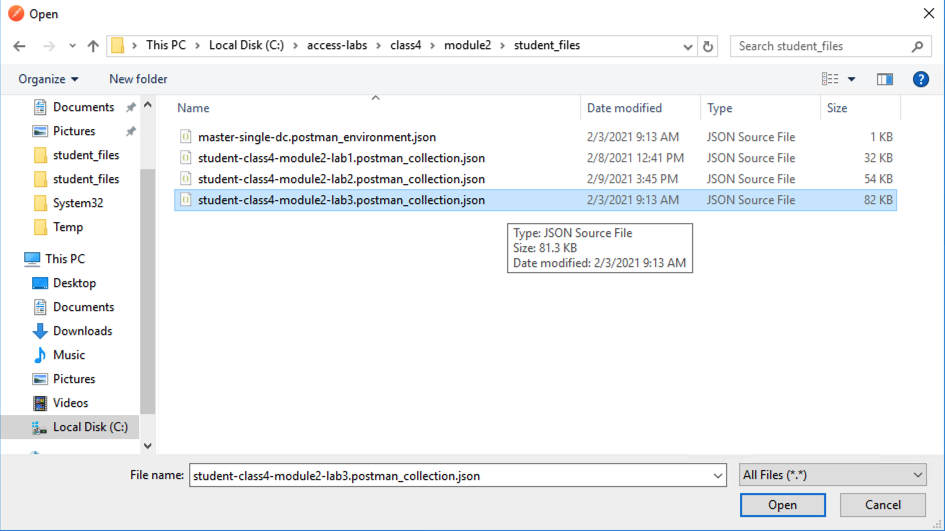 Open
This PC > Local Disk (C:) > access-labs > class4 > module2 > student_files
Search student_files
Organize
New folder
Documents
Pictures
student_files
student_files
System32
Temp
This PC
Desktop
Documents
Downloads
Music
Pictures
Videos
Local Disk (C:)
Name Date modified Type Size
master-single-dc.postman_environment.json 2/3/2021 9:13 AM JSON Source File 1 KB
student-class4-module2-lab1.postman_collection.json 2/8/2021 12:41 PM JSON Source File 32 KB
student-class4-module2-lab2.postman_collection.json 2/9/2021 3:45 PM JSON Source File 54 KB
student-class4-module2-lab3.postman_collection.json 2/3/2021 9:13 AM JSON Source File 82 KB
Type: JSON Source File
Size: 81.3 KB
Date modified: 2/3/2021 9:13 AM
File name: student-class4-module2-lab3.postman_collection.json
All Files (*.*)
Open
Cancel